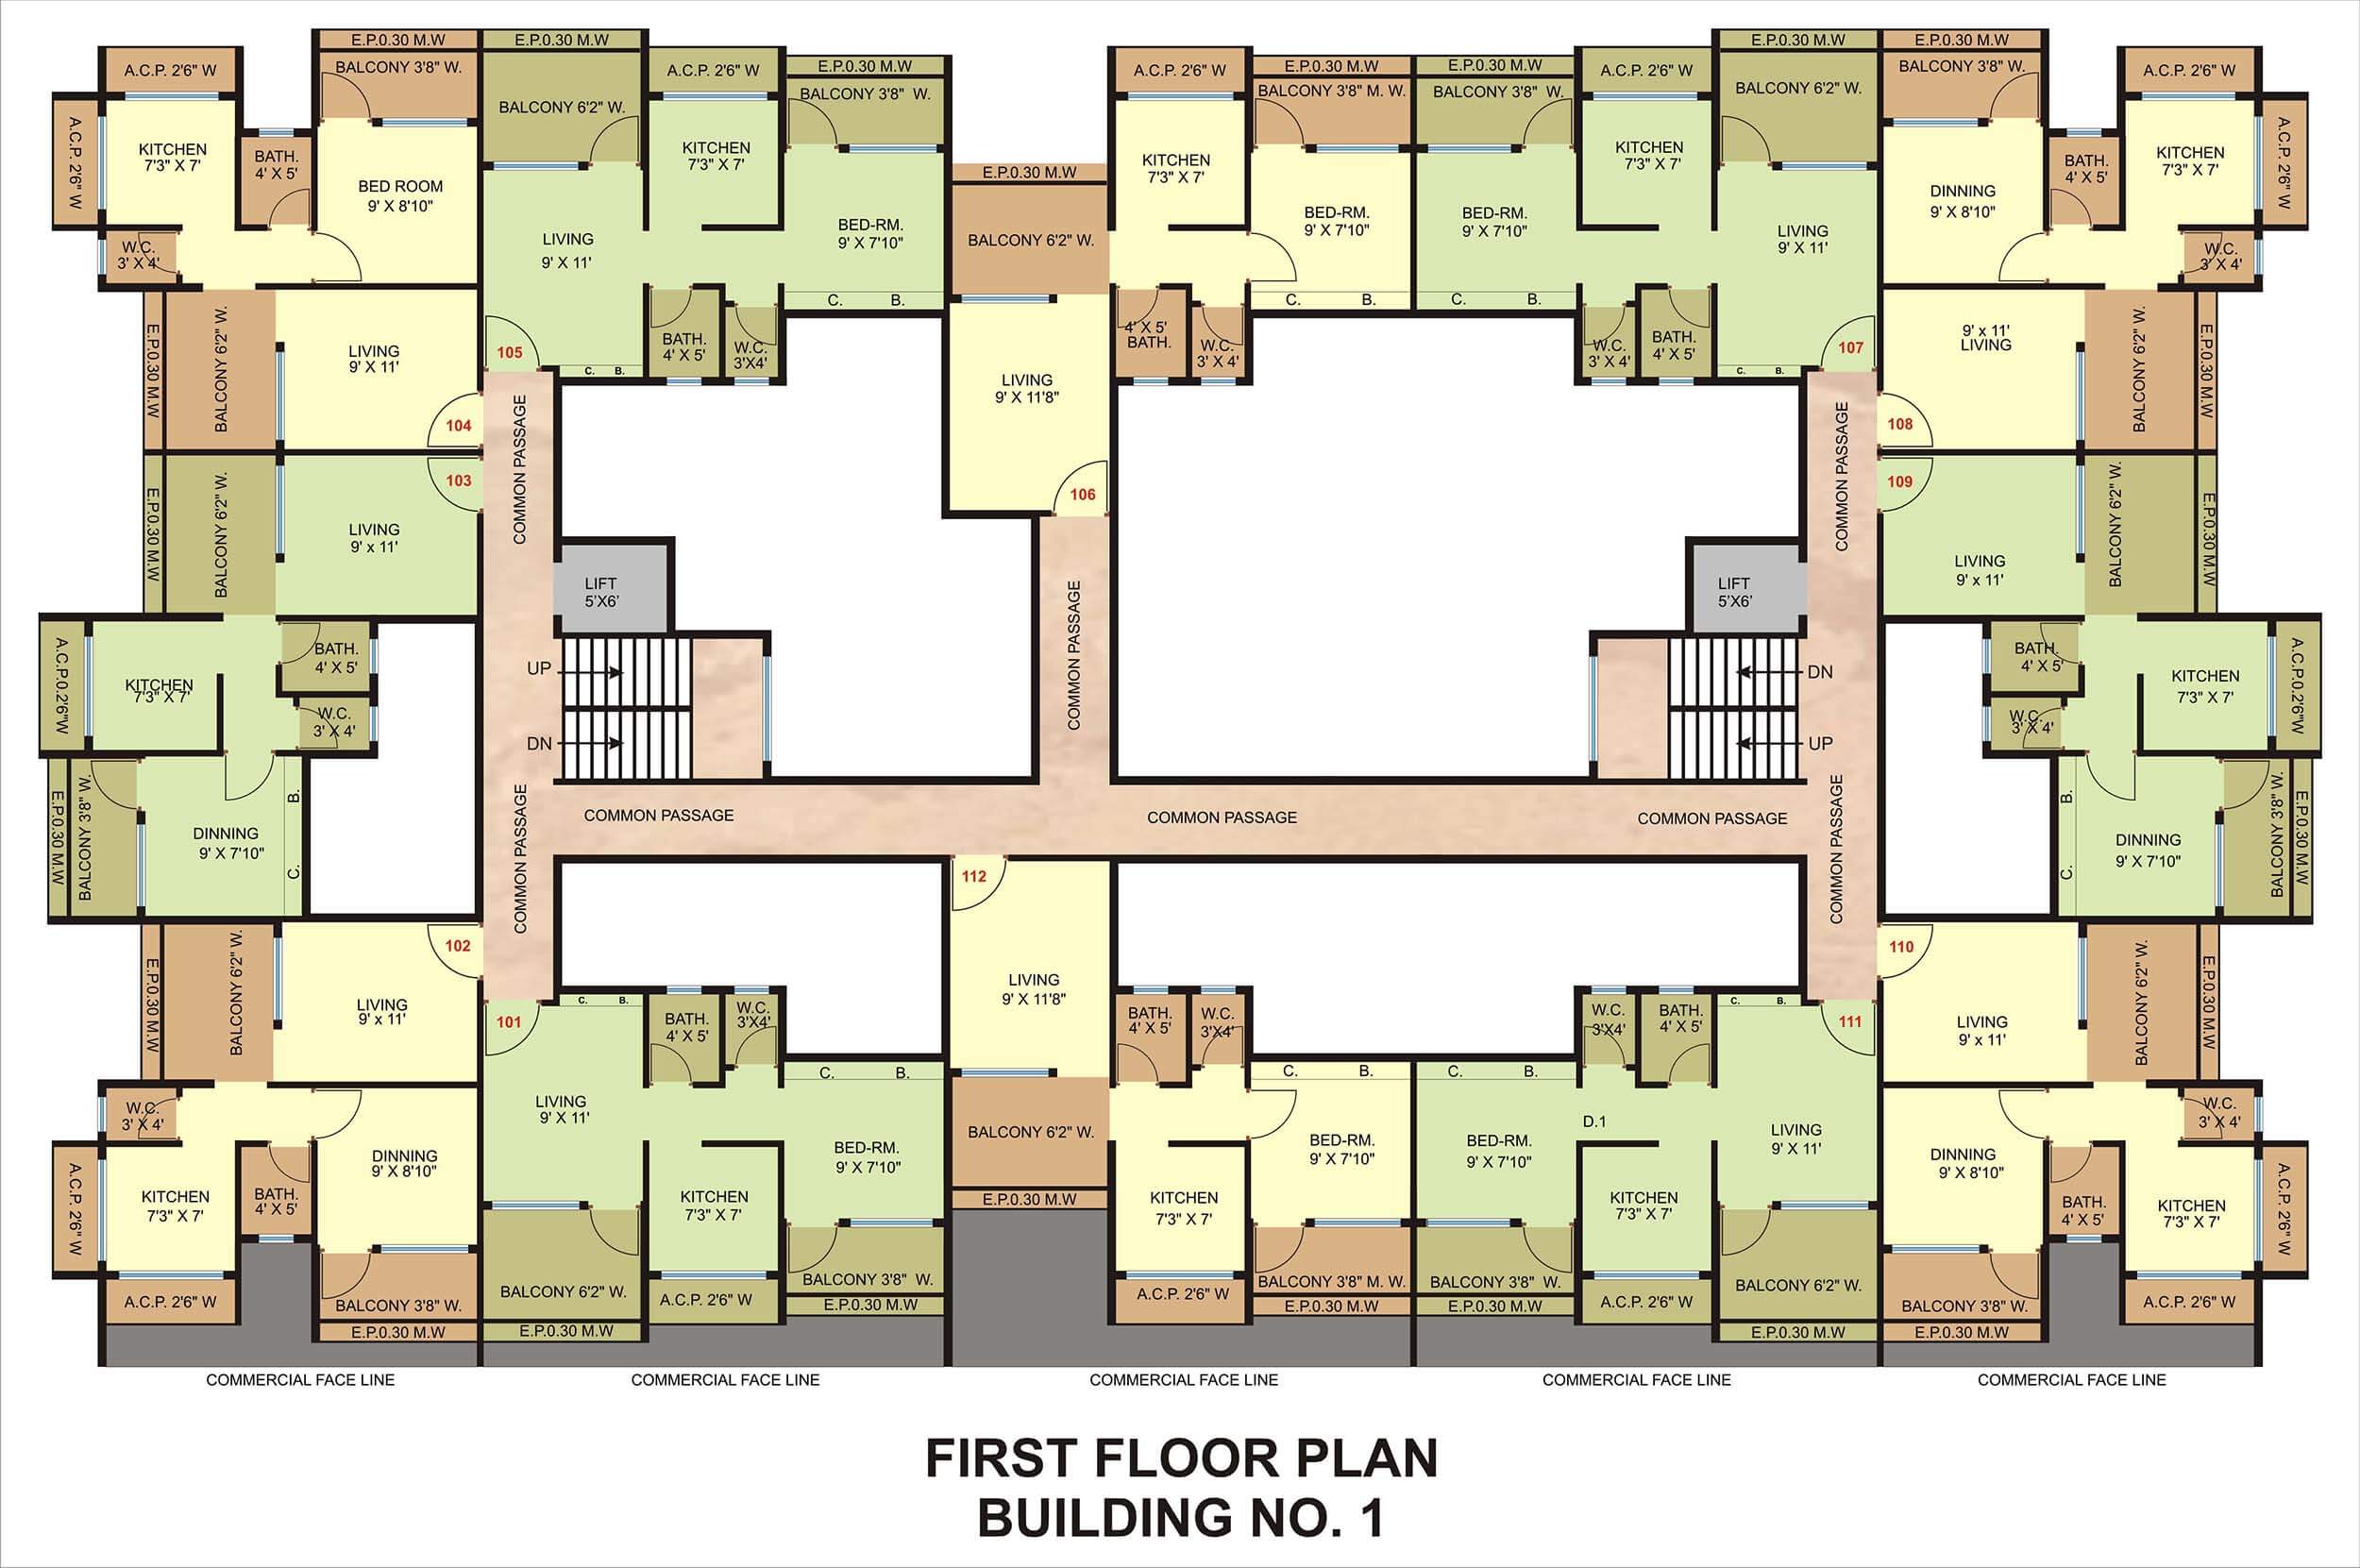 E.P.0.30 M.W
BALCONY 3'8" W.
A.C.P. 2'6" W
A.C.P. 2'6" W
KITCHEN
7'3" X 7'
BATH.
4' X 5'
BED ROOM
9' X 8'10"
W.C.
3' X 4'
E.P.0.30 M.W
BALCONY 6'2" W.
LIVING
9' X 11'
104
E.P.0.30 M.W
BALCONY 6'2" W.
LIVING
9' X 11'
105
C. B.
A.C.P. 2'6" W
KITCHEN
7'3" X 7'
E.P.0.30 M.W
BALCONY 3'8" W.
BED-RM.
9' X 7'10"
C. B.
BATH.
4' X 5'
W.C.
3'X4'
E.P.0.30 M.W
BALCONY 6'2" W.
LIVING
9' X 11'8"
106
A.C.P. 2'6" W
KITCHEN
7'3" X 7'
E.P.0.30 M.W
BALCONY 3'8" M. W.
BED-RM.
9' X 7'10"
C. B.
4' X 5'
BATH.
W.C.
3' X 4'
E.P.0.30 M.W
BALCONY 3'8" W.
BED-RM.
9' X 7'10"
C. B.
A.C.P. 2'6" W
KITCHEN
7'3" X 7'
W.C.
3' X 4'
BATH.
4' X 5'
E.P.0.30 M.W
BALCONY 6'2" W.
LIVING
9' X 11'
107
C. B.
E.P.0.30 M.W
BALCONY 3'8" W.
DINNING
9' X 8'10"
BATH.
4' X 5'
A.C.P. 2'6" W
KITCHEN
7'3" X 7'
A.C.P. 2'6" W
W.C.
3' X 4'
9' x 11'
LIVING
108
BALCONY 6'2" W.
E.P.0.30 M.W
E.P.0.30 M.W
BALCONY 6'2" W.
LIVING
9' x 11'
103
A.C.P.0.2'6"W
KITCHEN
7'3" X 7'
BATH.
4' X 5'
W.C.
3' X 4'
E.P.0.30 M.W
BALOCONY 3'8" W.
DINNING
9' X 7'10"
C. B.
COMMON PASSAGE
LIFT
5'X6'
UP
DN
COMMON PASSAGE
COMMON PASSAGE
COMMON PASSAGE
COMMON PASSAGE
COMMON PASSAGE
COMMON PASSAGE
LIFT
5'X6'
DN
UP
COMMON PASSAGE
109
LIVING
9' x 11'
BALCONY 6'2" W.
E.P.0.30 M.W
BATH.
4' X 5'
W.C.
3' X 4'
KITCHEN
7'3" X 7'
A.C.P.0.2'6"W
C. B.
DINNING
9' X 7'10"
BALCONY 3'8" W.
E.P.0.30 M.W
E.P.0.30 M.W
BALCONY 6'2" W.
LIVING
9' x 11'
102
W.C.
3' X 4'
A.C.P. 2'6" W
KITCHEN
7'3" X 7'
BATH.
4' X 5'
DINNING
9' X 8'10"
A.C.P. 2'6" W
BALCONY 3'8" W.
E.P.0.30 M.W
101
C. B.
LIVING
9' X 11'
BALCONY 6'2" W.
E.P.0.30 M.W
BATH.
4' X 5'
W.C.
3'X4'
KITCHEN
7'3" X 7'
A.C.P. 2'6" W
C. B.
BED-RM.
9' X 7'10"
BALCONY 3'8" W.
E.P.0.30 M.W
112
LIVING
9' X 11'8"
BALCONY 6'2" W.
E.P.0.30 M.W
BATH.
4' X 5'
W.C.
3'X4'
KITCHEN
7'3" X 7'
A.C.P. 2'6" W
C. B.
BED-RM.
9' X 7'10"
BALCONY 3'8" M. W.
E.P.0.30 M.W
C. B.
BED-RM.
9' X 7'10"
BALCONY 3'8" W.
E.P.0.30 M.W
W.C.
3'X4'
BATH.
4' X 5'
D.1
KITCHEN
7'3" X 7'
A.C.P. 2'6" W
C. B.
111
LIVING
9' X 11'
BALCONY 6'2" W.
E.P.0.30 M.W
110
LIVING
9' x 11'
BALCONY 6'2" W.
E.P.0.30 M.W
DINNING
9' X 8'10"
BALCONY 3'8" W.
E.P.0.30 M.W
BATH.
4' X 5'
W.C.
3' X 4'
KITCHEN
7'3" X 7'
A.C.P. 2'6" W
A.C.P. 2'6" W
COMMERCIAL FACE LINE
COMMERCIAL FACE LINE
COMMERCIAL FACE LINE
COMMERCIAL FACE LINE
COMMERCIAL FACE LINE
FIRST FLOOR PLAN
BUILDING NO. 1